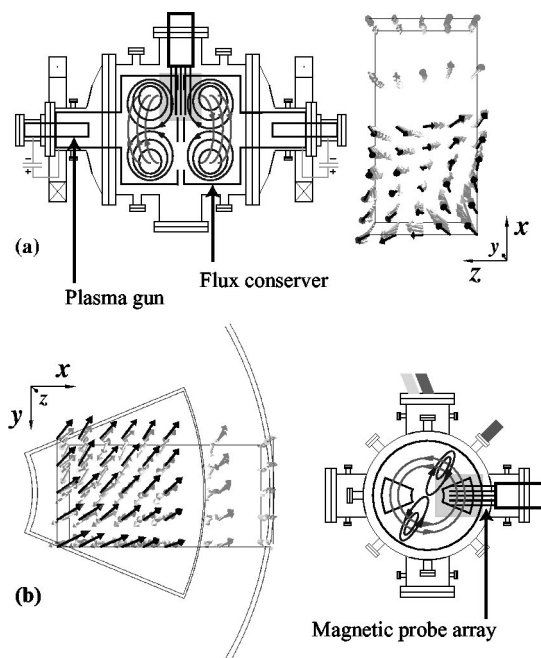 (a)
−
+
−
+
Plasma gun
Flux conserver
x
y
z
x
z
y
(b)
Magnetic probe array